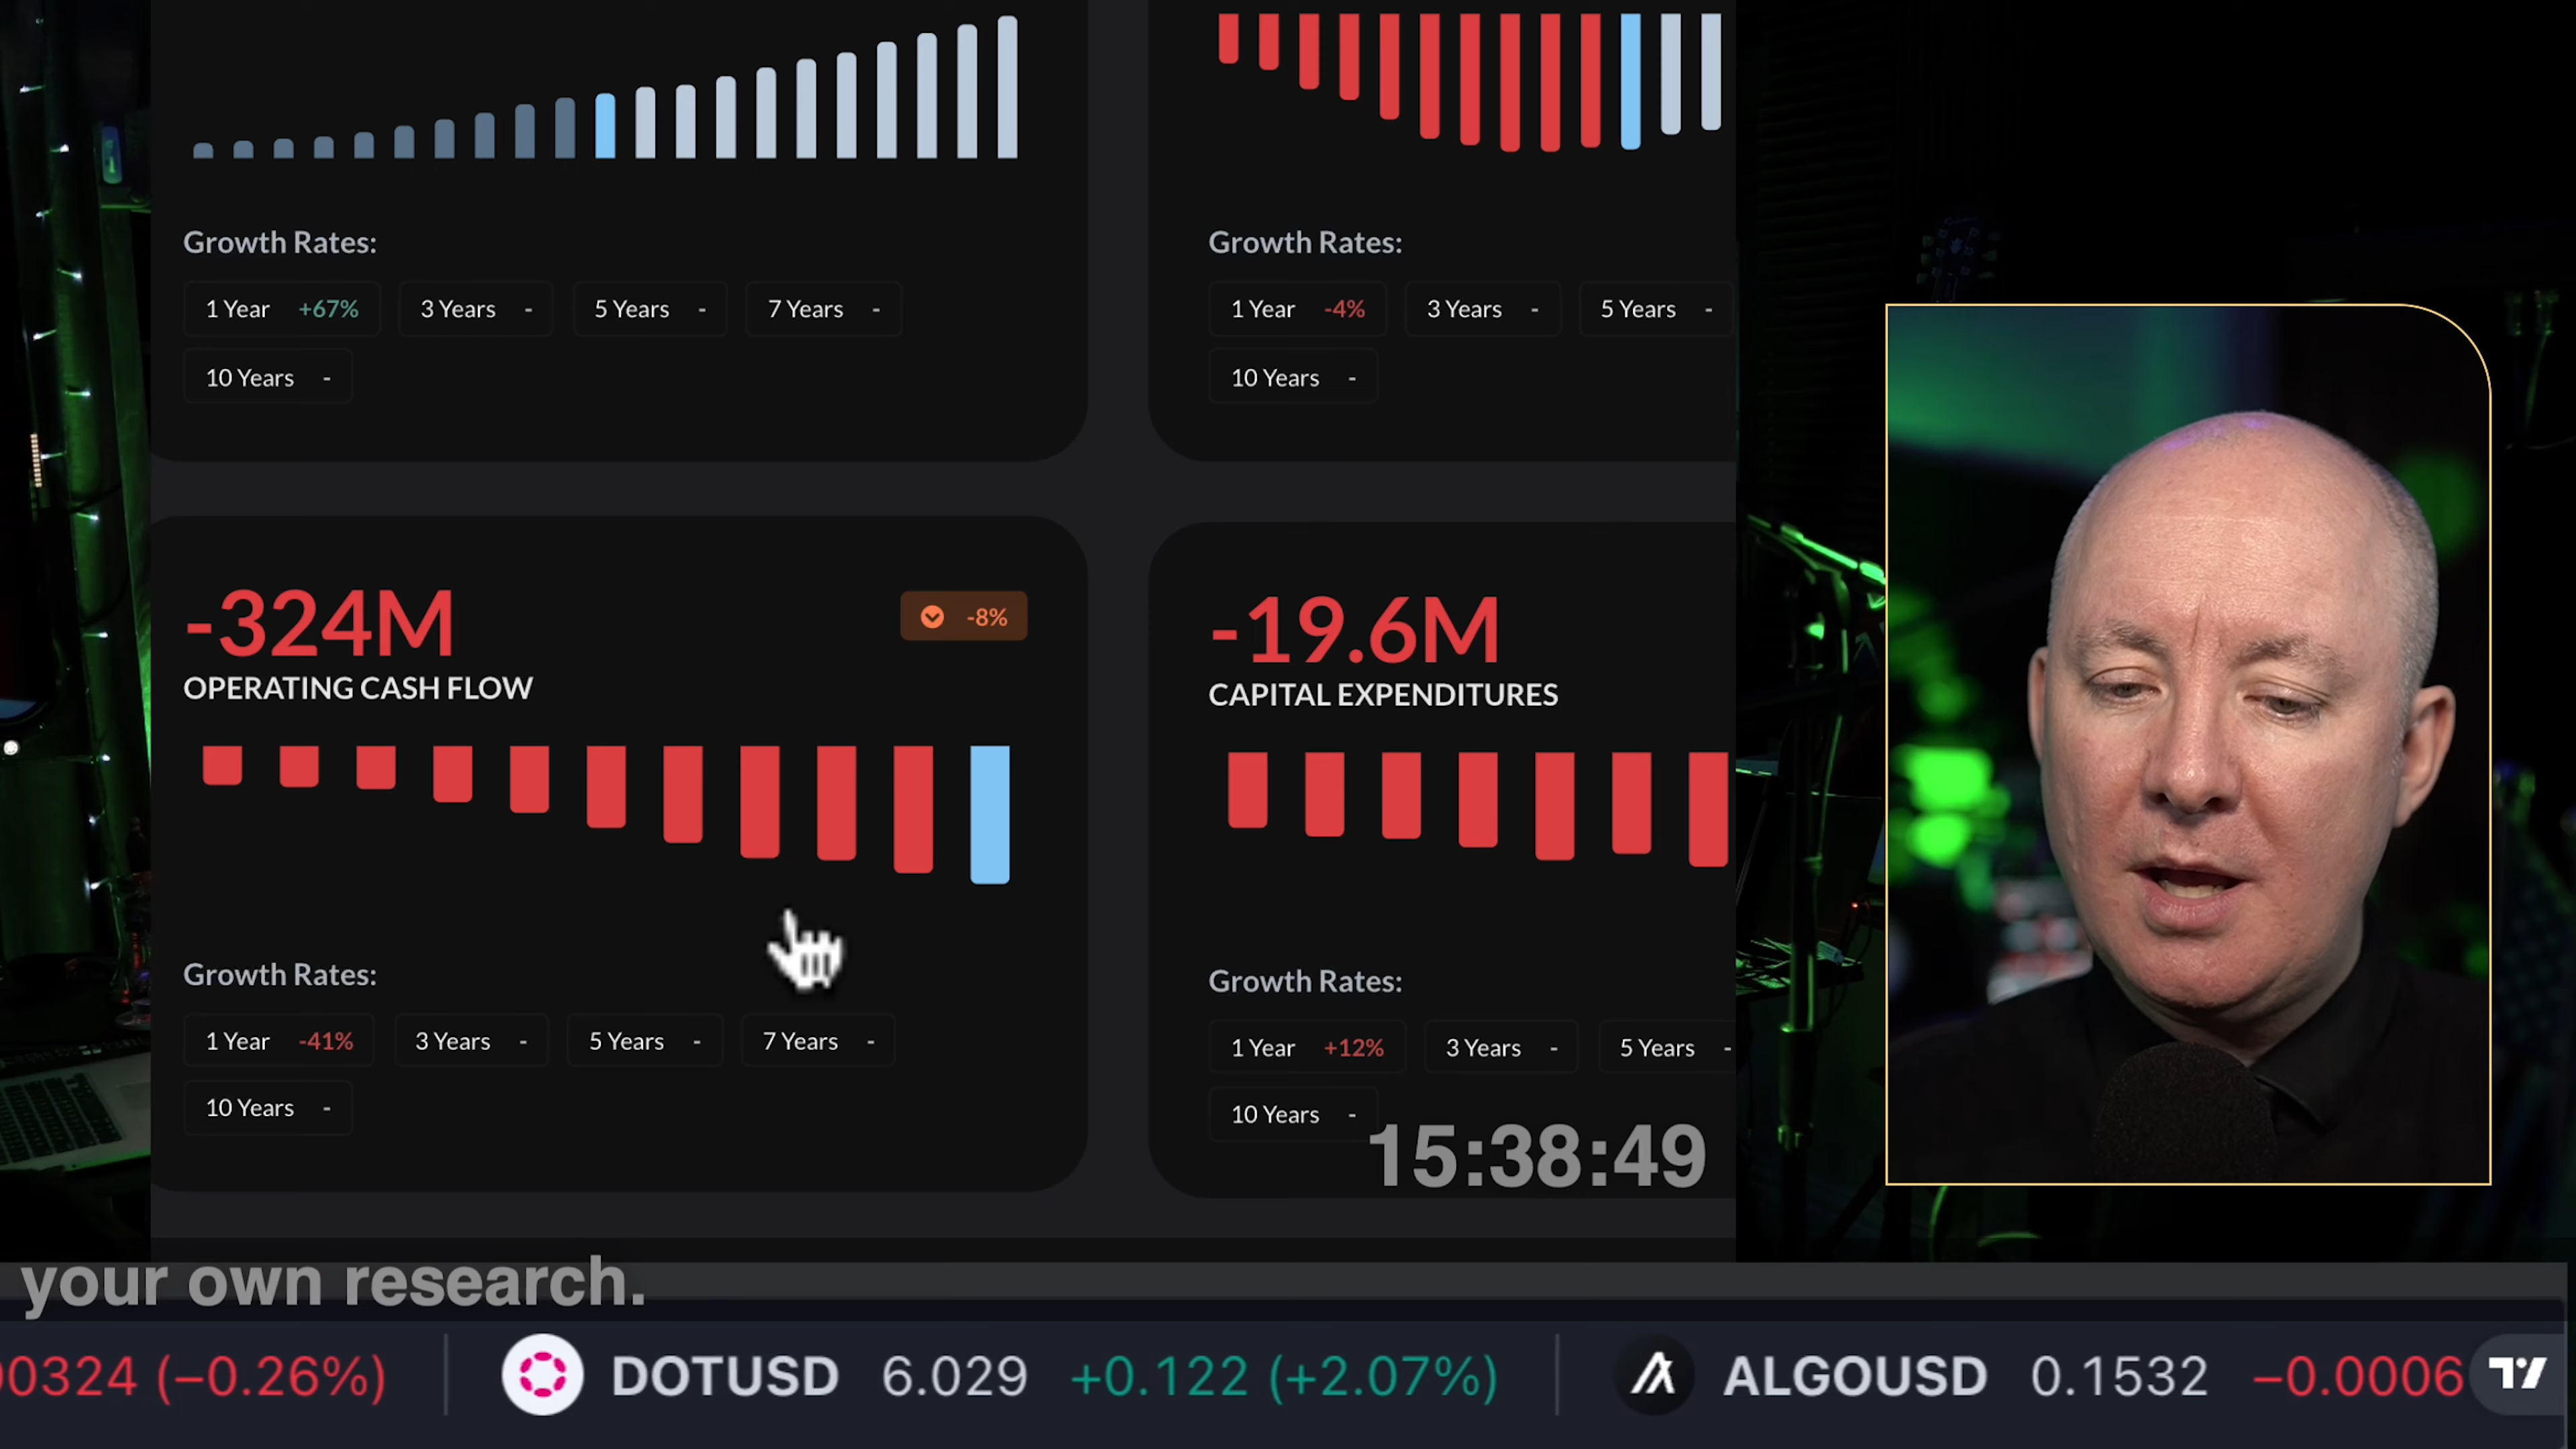 Growth Rates:
1 Year +67% 3 Years - 5 Years - 7 Years -
10 Years -
Growth Rates:
1 Year -4% 3 Years - 5 Years -
10 Years -
-324M
-8%
OPERATING CASH FLOW
Growth Rates:
1 Year -41% 3 Years - 5 Years - 7 Years -
10 Years -
-19.6M
CAPITAL EXPENDITURES
Growth Rates:
1 Year +12% 3 Years - 5 Years -
10 Years -
15:38:49
your own research.
00324 (−0.26%) DOTUSD 6.029 +0.122 (+2.07%) ALGOUSD 0.1532 −0.0006